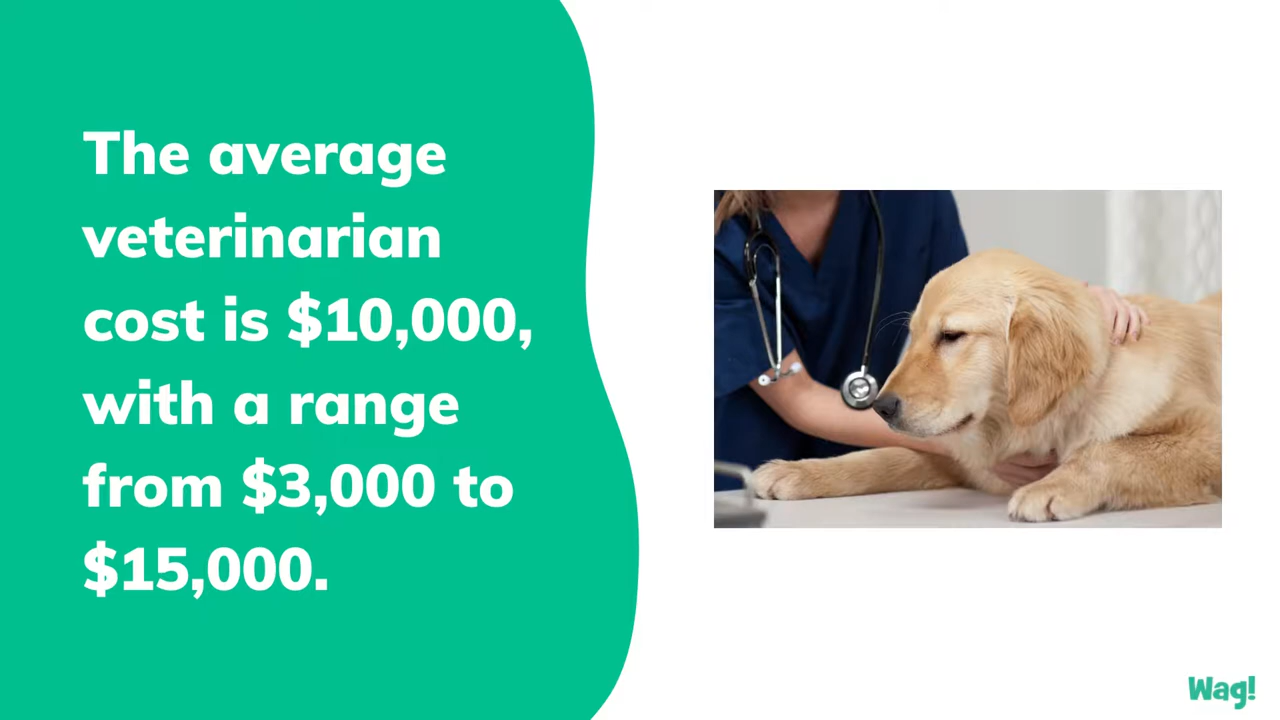 The average
veterinarian
cost is $10,000,
with a range
from $3,000 to
$15,000.
Wag!